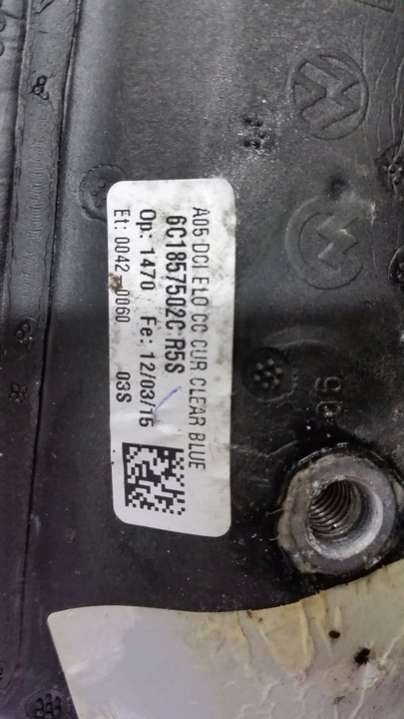 A05 DCI ELO CC CUR CLEAR BLUE
6C1857502C R5S
Op: 1470 Fe: 12/03/15
Et: 0042 - 0060 03S